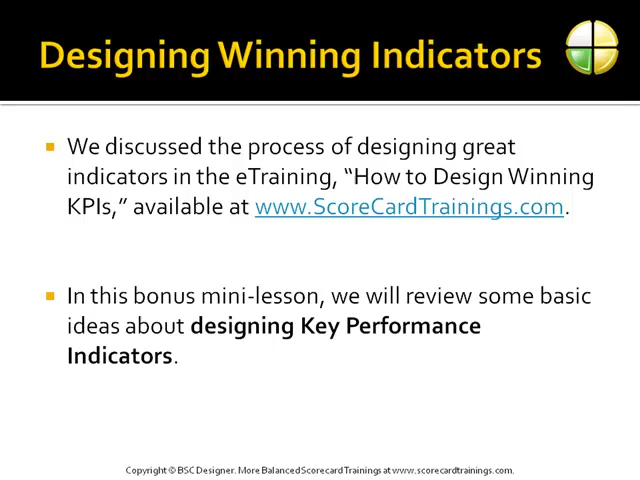 Designing Winning Indicators
We discussed the process of designing great
indicators in the eTraining, “How to Design Winning
KPIs,” available at www.ScoreCardTrainings.com.
In this bonus mini-lesson, we will review some basic
ideas about designing Key Performance
Indicators.
Copyright © BSC Designer. More Balanced Scorecard Trainings at www.scorecardtrainings.com.